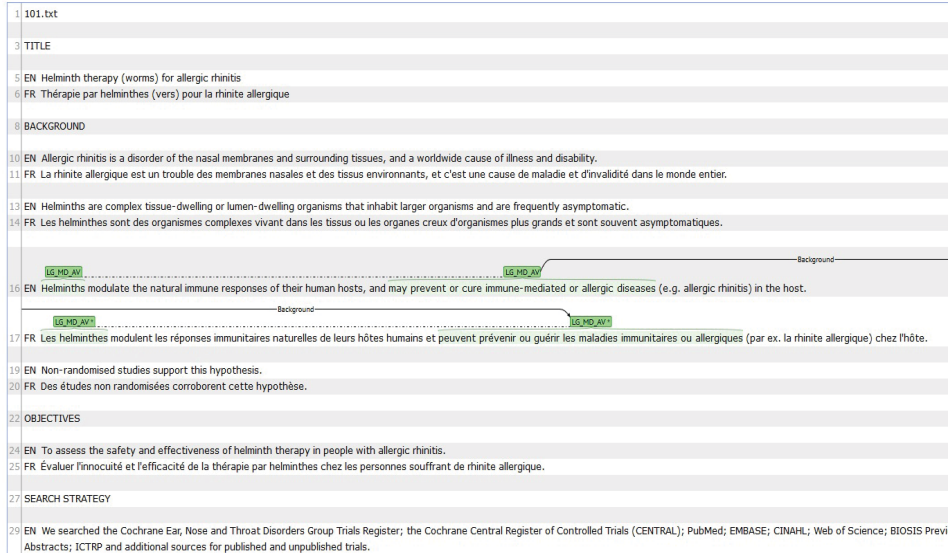 1 101.txt
3 TITLE
5 EN Helminth therapy (worms) for allergic rhinitis
6 FR Thérapie par helminthes (vers) pour la rhinite allergique
8 BACKGROUND
10 EN Allergic rhinitis is a disorder of the nasal membranes and surrounding tissues, and a worldwide cause of illness and disability.
11 FR La rhinite allergique est un trouble des membranes nasales et des tissus environnants, et c'est une cause de maladie et d'invalidité dans le monde entier.
13 EN Helminths are complex tissue-dwelling or lumen-dwelling organisms that inhabit larger organisms and are frequently asymptomatic.
14 FR Les helminthes sont des organismes complexes vivant dans les tissus ou les organes creux d'organismes plus grands et sont souvent asymptomatiques.
Background
LG_MD_AV LG_MD_AV
16 EN Helminths modulate the natural immune responses of their human hosts, and may prevent or cure immune-mediated or allergic diseases (e.g. allergic rhinitis) in the host.
Background
LG_MD_AV* LG_MD_AV*
17 FR Les helminthes modulent les réponses immunitaires naturelles de leurs hôtes humains et peuvent prévenir ou guérir les maladies immunitaires ou allergiques (par ex. la rhinite allergique) chez l'hôte.
19 EN Non-randomised studies support this hypothesis.
20 FR Des études non randomisées corroborent cette hypothèse.
22 OBJECTIVES
24 EN To assess the safety and effectiveness of helminth therapy in people with allergic rhinitis.
25 FR Évaluer l'innocuité et l'efficacité de la thérapie par helminthes chez les personnes souffrant de rhinite allergique.
27 SEARCH STRATEGY
29 EN We searched the Cochrane Ear, Nose and Throat Disorders Group Trials Register; the Cochrane Central Register of Controlled Trials (CENTRAL); PubMed; EMBASE; CINAHL; Web of Science; BIOSIS Previ
Abstracts; ICTRP and additional sources for published and unpublished trials.